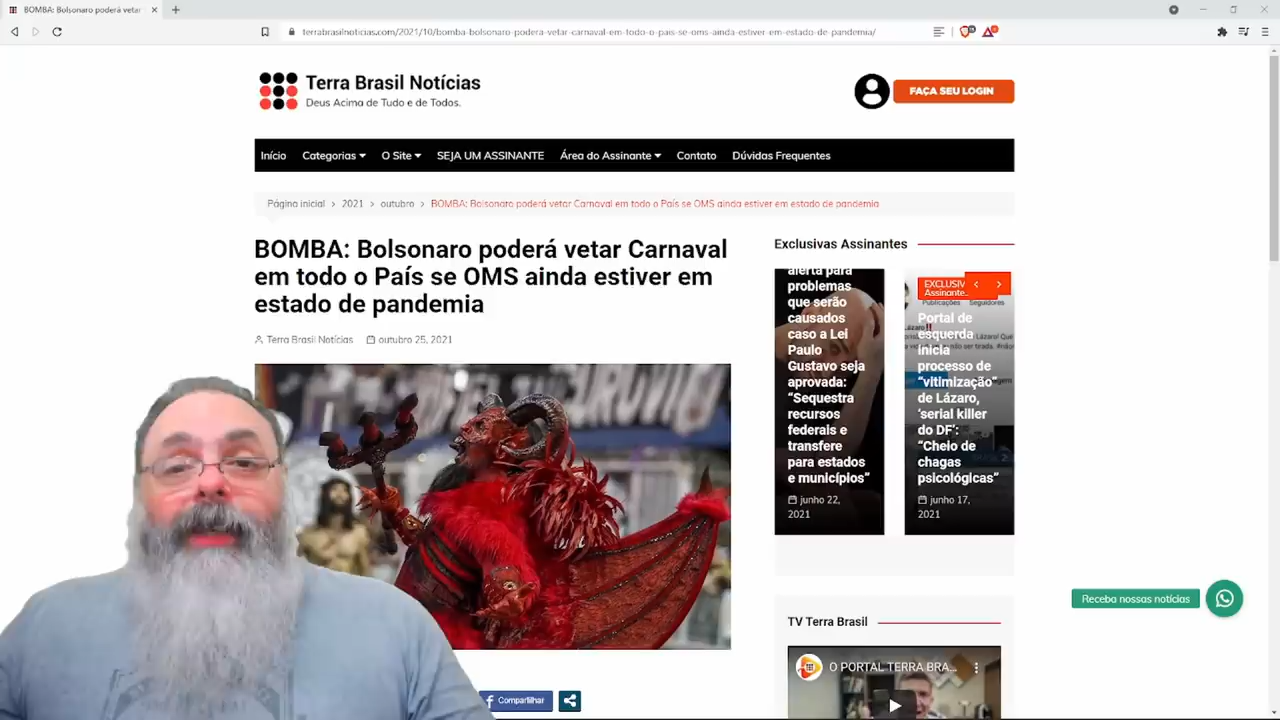 BOMBA: Bolsonaro poderá vetar
terrabrasilnoticias.com/2021/10/bomba-bolsonaro-podera-vetar-carnaval-em-todo-o-pais-se-oms-ainda-estiver-em-estado-de-pandemia/
Terra Brasil Notícias
Deus Acima de Tudo e de Todos.
FAÇA SEU LOGIN
Início Categorias O Site SEJA UM ASSINANTE Área do Assinante Contato Dúvidas Frequentes
Página inicial > 2021 > outubro > BOMBA: Bolsonaro poderá vetar Carnaval em todo o País se OMS ainda estiver em estado de pandemia
BOMBA: Bolsonaro poderá vetar Carnaval
em todo o País se OMS ainda estiver em
estado de pandemia
Terra Brasil Notícias outubro 25, 2021
Exclusivas Assinantes
alerta para
problemas
que serão
causados
caso a Lei
Paulo
Gustavo seja
aprovada:
“Sequestra
recursos
federais e
transfere
para estados
e municípios”
junho 22,
2021
EXCLUSIV
Assinante
Publicações Seguidores
Portal de
esquerda
inicia
processo de
“vitimização”
de Lázaro,
‘serial killer
do DF’:
“Cheio de
chagas
psicológicas”
junho 17,
2021
Receba nossas notícias
TV Terra Brasil
O PORTAL TERRA BRA...
Compartilhar